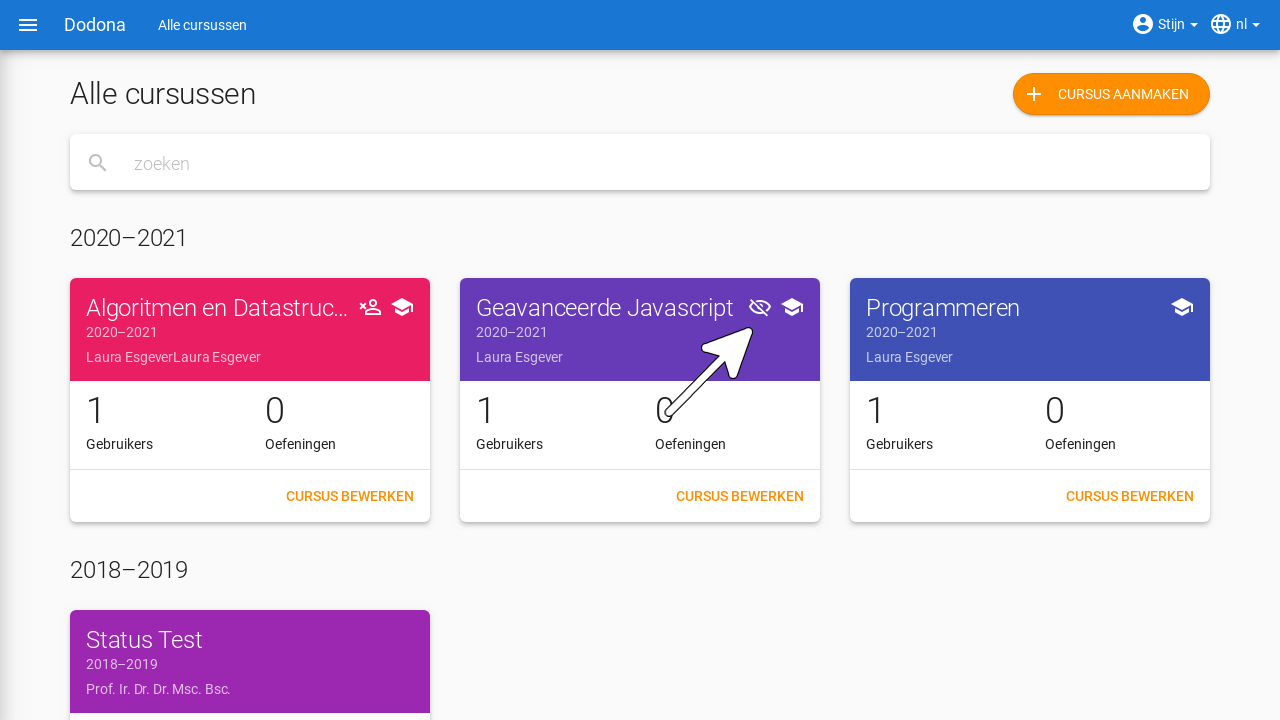 Dodona
Alle cursussen
Stijn
nl
Alle cursussen
CURSUS AANMAKEN
zoeken
2020–2021
Algoritmen en Datastruc...
2020–2021
Laura EsgeverLaura Esgever
1
0
Gebruikers
Oefeningen
CURSUS BEWERKEN
Geavanceerde Javascript
2020–2021
Laura Esgever
1
0
Gebruikers
Oefeningen
CURSUS BEWERKEN
Programmeren
2020–2021
Laura Esgever
1
0
Gebruikers
Oefeningen
CURSUS BEWERKEN
2018–2019
Status Test
2018–2019
Prof. Ir. Dr. Dr. Msc. Bsc.